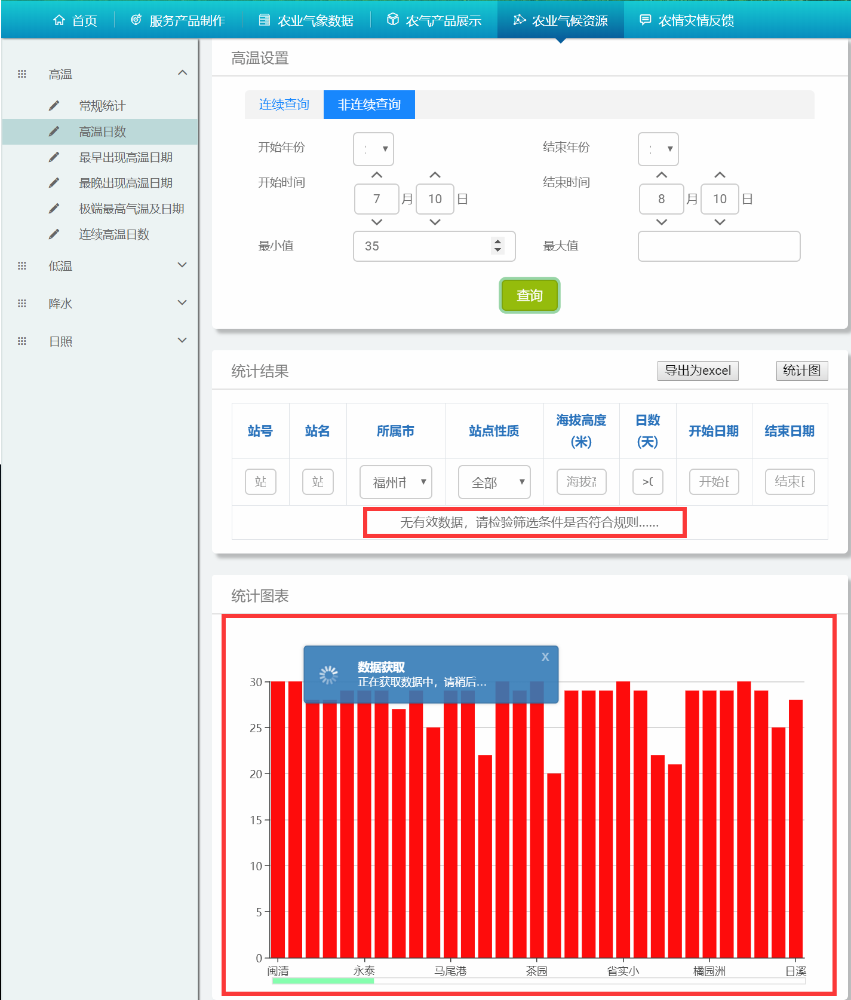 首页
服务产品制作
农业气象数据
农气产品展示
农业气候资源
农情灾情反馈
高温
常规统计
高温日数
最早出现高温日期
最晚出现高温日期
极端最高气温及日期
连续高温日数
低温
降水
日照
高温设置
连续查询
非连续查询
开始年份
结束年份
开始时间
7 月 10 日
结束时间
8 月 10 日
最小值
35
最大值
查询
统计结果
导出为excel
统计图
站号
站名
所属市
站点性质
海拔高度
(米)
日数
(天)
开始日期
结束日期
站
站
福州市
全部
海拔高
>0
开始日
结束日
无有效数据，请检验筛选条件是否符合规则......
统计图表
数据获取
X
正在获取数据中，请稍后...
30
25
20
15
10
5
0
闽清
永泰
马尾港
茶园
省实小
橘园洲
日溪